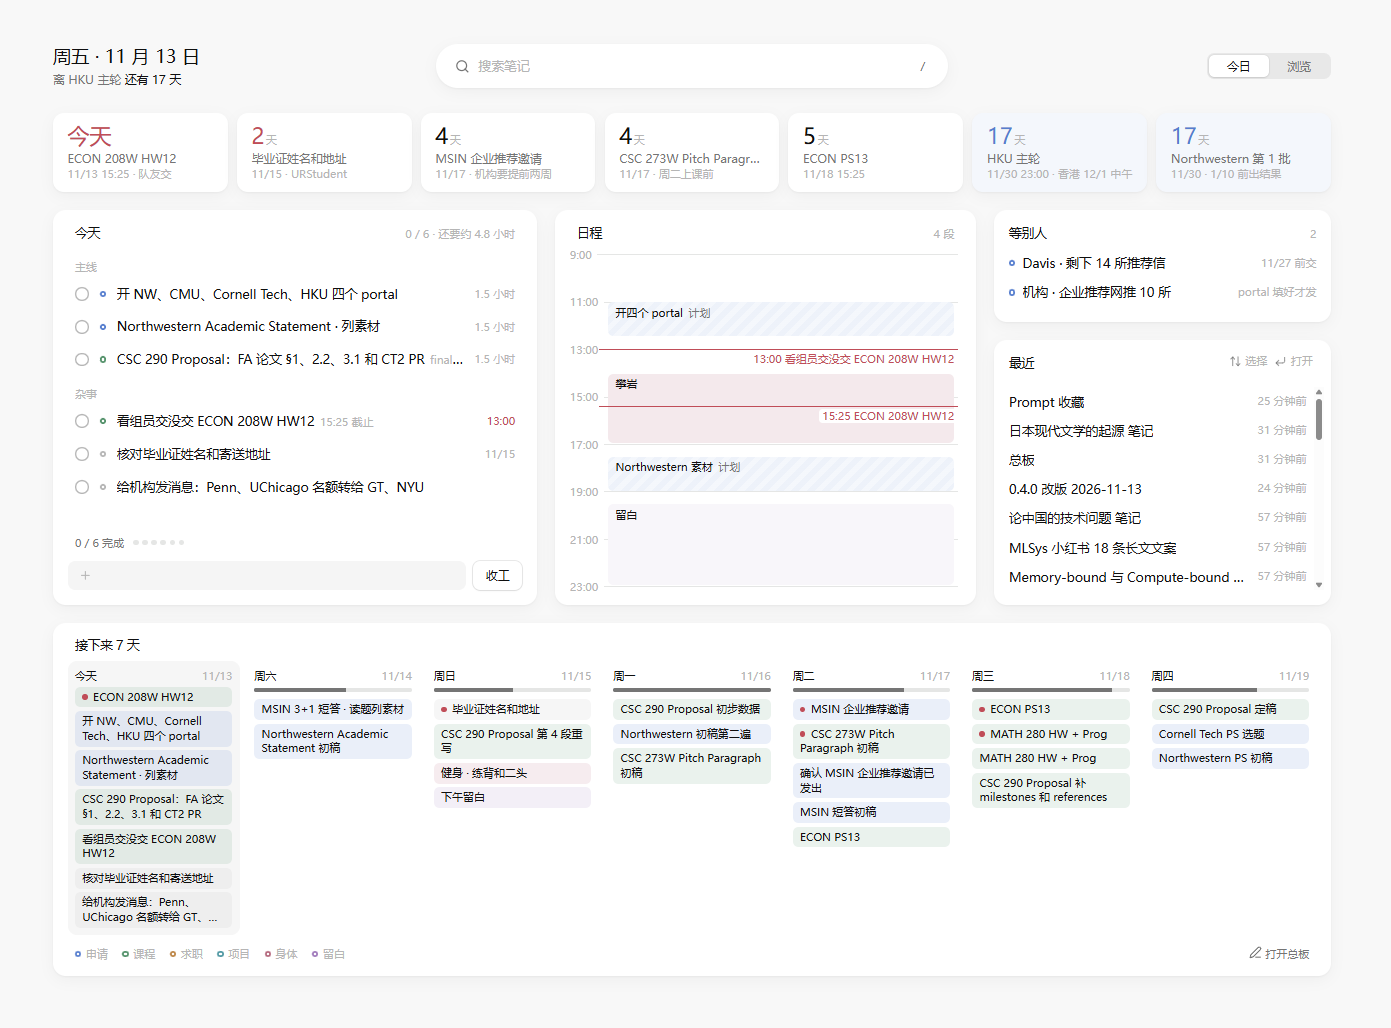 周五 · 11 月 13 日
离 HKU 主轮 还有 17 天
搜索笔记 /
今日 浏览
今天
ECON 208W HW12
11/13 15:25 · 队友交
2天
毕业证姓名和地址
11/15 · URStudent
4天
MSIN 企业推荐邀请
11/17 · 机构要提前两周
4天
CSC 273W Pitch Paragr...
11/17 · 周二上课前
5天
ECON PS13
11/18 15:25
17天
HKU 主轮
11/30 23:00 · 香港 12/1 中午
17天
Northwestern 第 1 批
11/30 · 1/10 前出结果
今天 0 / 6 · 还要约 4.8 小时
主线
开 NW、CMU、Cornell Tech、HKU 四个 portal 1.5 小时
Northwestern Academic Statement · 列素材 1.5 小时
CSC 290 Proposal：FA 论文 §1、2.2、3.1 和 CT2 PR final... 1.5 小时
杂事
看组员交没交 ECON 208W HW12 15:25 截止 13:00
核对毕业证姓名和寄送地址 11/15
给机构发消息：Penn、UChicago 名额转给 GT、NYU
0 / 6 完成
+ 收工
日程 4 段
9:00
11:00
开四个 portal 计划
13:00
13:00 看组员交没交 ECON 208W HW12
攀岩
15:00
15:25 ECON 208W HW12
17:00
Northwestern 素材 计划
19:00
留白
21:00
23:00
等别人 2
Davis · 剩下 14 所推荐信 11/27 前交
机构 · 企业推荐网推 10 所 portal 填好才发
最近 选择 打开
Prompt 收藏 25 分钟前
日本现代文学的起源 笔记 31 分钟前
总板 31 分钟前
0.4.0 改版 2026-11-13 24 分钟前
论中国的技术问题 笔记 57 分钟前
MLSys 小红书 18 条长文文案 57 分钟前
Memory-bound 与 Compute-bound ... 57 分钟前
接下来 7 天
今天 11/13
ECON 208W HW12
开 NW、CMU、Cornell
Tech、HKU 四个 portal
Northwestern Academic
Statement · 列素材
CSC 290 Proposal：FA 论文
§1、2.2、3.1 和 CT2 PR
看组员交没交 ECON 208W
HW12
核对毕业证姓名和寄送地址
给机构发消息：Penn、
UChicago 名额转给 GT、...
周六 11/14
MSIN 3+1 短答 · 读题列素材
Northwestern Academic
Statement 初稿
周日 11/15
毕业证姓名和地址
CSC 290 Proposal 第 4 段重
写
健身 · 练背和二头
下午留白
周一 11/16
CSC 290 Proposal 初步数据
Northwestern 初稿第二遍
CSC 273W Pitch Paragraph
初稿
周二 11/17
MSIN 企业推荐邀请
CSC 273W Pitch
Paragraph 初稿
确认 MSIN 企业推荐邀请已
发出
MSIN 短答初稿
ECON PS13
周三 11/18
ECON PS13
MATH 280 HW + Prog
MATH 280 HW + Prog
CSC 290 Proposal 补
milestones 和 references
周四 11/19
CSC 290 Proposal 定稿
Cornell Tech PS 选题
Northwestern PS 初稿
申请 课程 求职 项目 身体 留白
打开总板